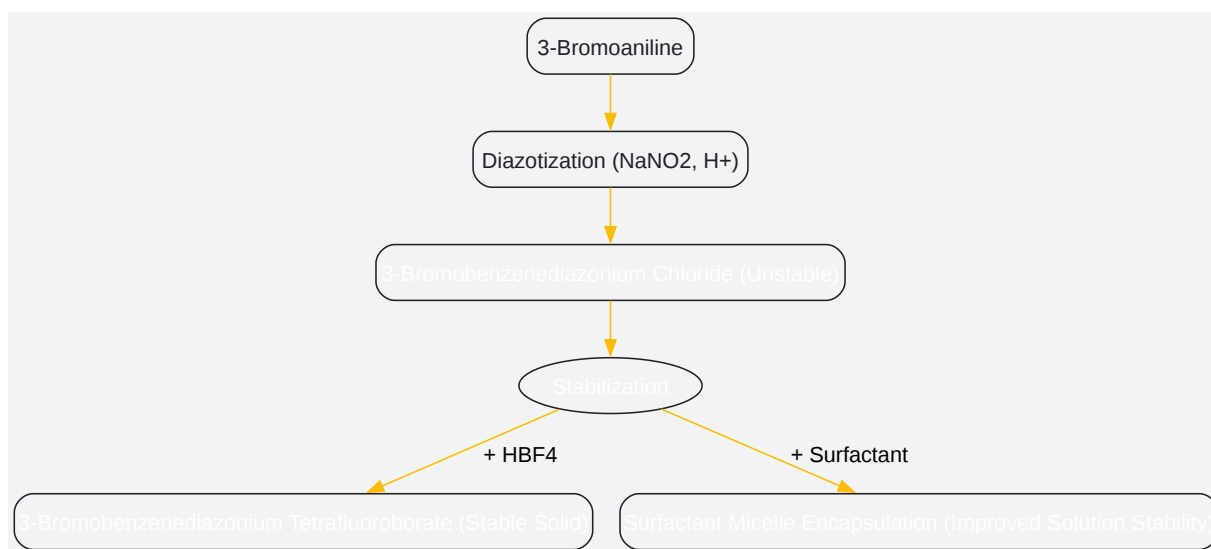 3-Bromoaniline
Diazotization (NaNO2, H+)
3-Bromobenzenediazonium Chloride (Unstable)
Stabilization
+ HBF4
+ Surfactant
3-Bromobenzenediazonium Tetrafluoroborate (Stable Solid)
Surfactant Micelle Encapsulation (Improved Solution Stability)